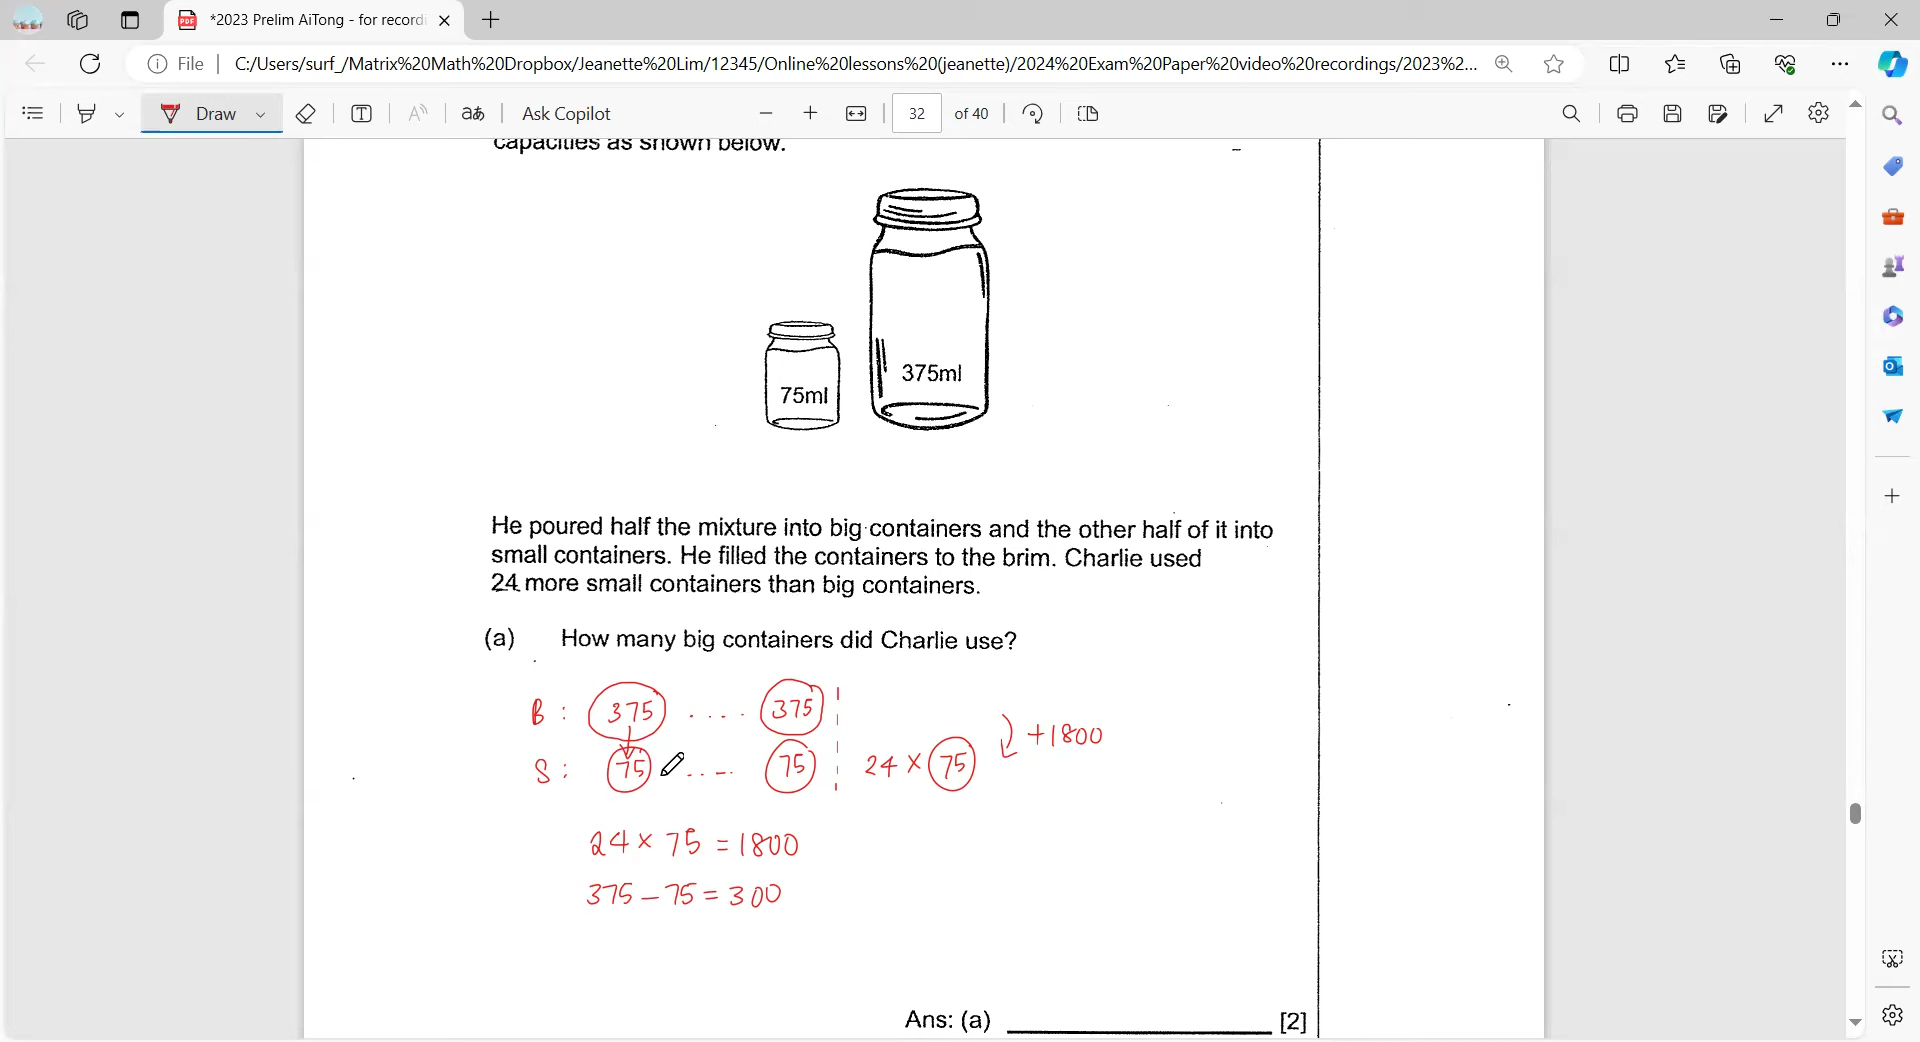 *2023 Prelim AiTong - for record
File
C:/Users/surf_/Matrix%20Math%20Dropbox/Jeanette%20Lim/12345/Online%20lessons%20(jeanette)/2024%20Exam%20Paper%20video%20recordings/2023%2...
Draw
aあ
Ask Copilot
32 of 40
capacities as shown below.
375ml
75ml
He poured half the mixture into big containers and the other half of it into
small containers. He filled the containers to the brim. Charlie used
24 more small containers than big containers.
(a) How many big containers did Charlie use?
B : 375 .... 375
+1800
S : 75 .... 75 24 × 75
24 × 75 = 1800
375 - 75 = 300
Ans: (a) ____________ [2]